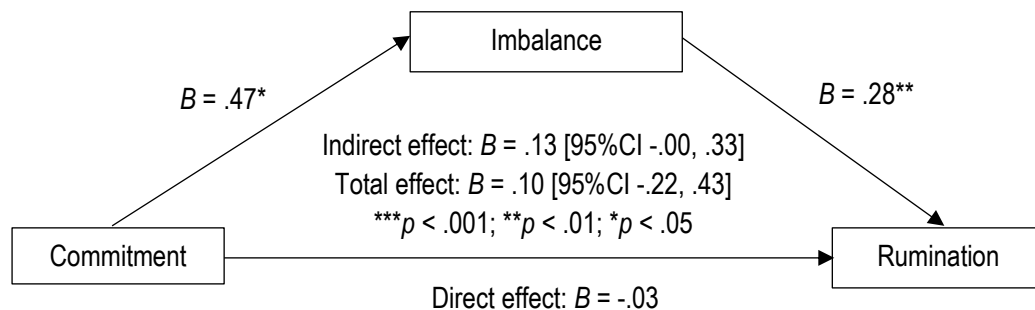 Imbalance
B = .47*
B = .28**
Indirect effect: B = .13 [95%CI -.00, .33]
Total effect: B = .10 [95%CI -.22, .43]
***p < .001; **p < .01; *p < .05
Commitment
Rumination
Direct effect: B = -.03